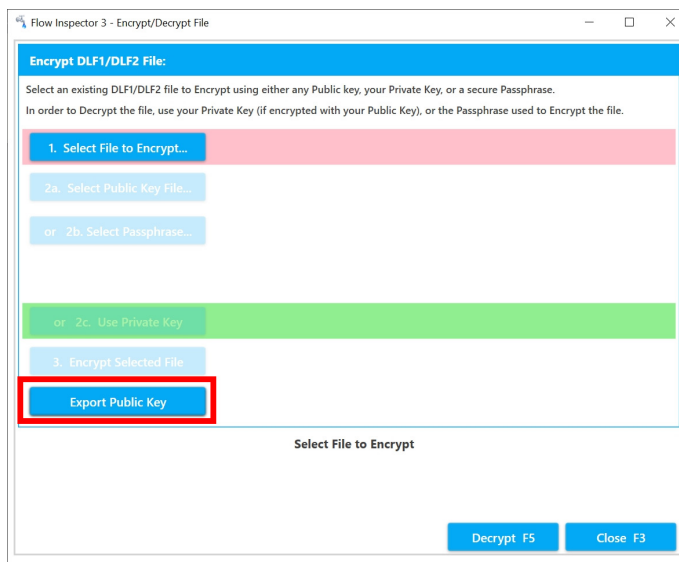 Flow Inspector 3 - Encrypt/Decrypt File
Encrypt DLF1/DLF2 File:
Select an existing DLF1/DLF2 file to Encrypt using either any Public key, your Private Key, or a secure Passphrase.
In order to Decrypt the file, use your Private Key (if encrypted with your Public Key), or the Passphrase used to Encrypt the file.
1. Select File to Encrypt...
2a. Select Public Key File...
or 2b. Select Passphrase...
or 2c. Use Private Key
3. Encrypt Selected File
Export Public Key
Select File to Encrypt
Decrypt F5
Close F3